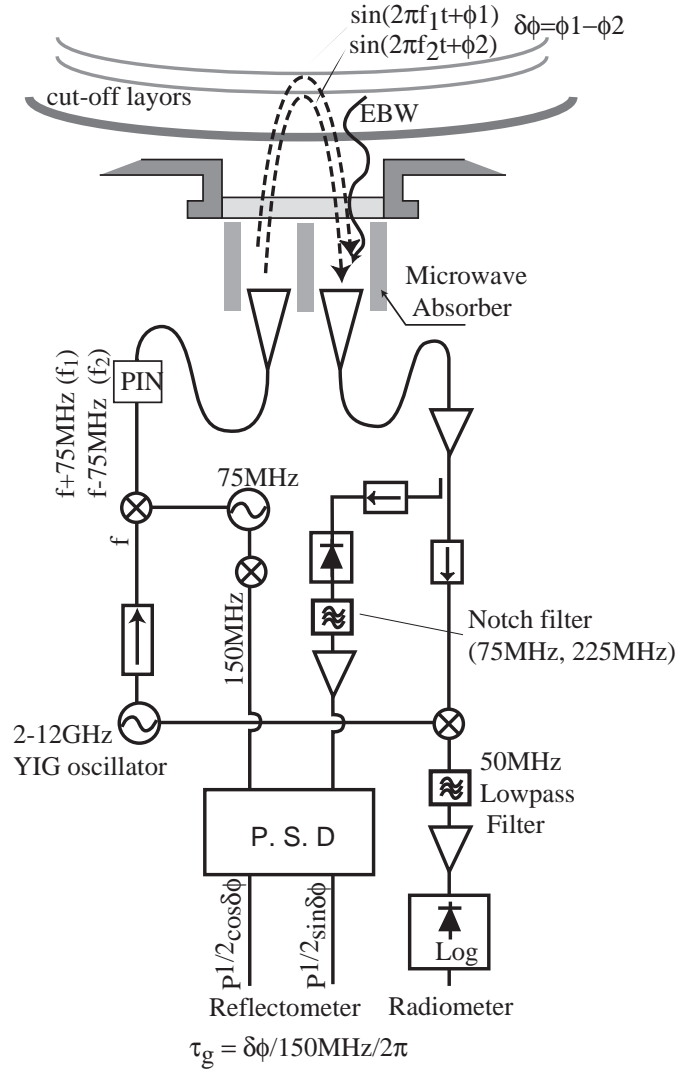 sin(2πf₁t+ϕ1)
sin(2πf₂t+ϕ2)
δϕ=ϕ1−ϕ2
cut-off layors
EBW
Microwave
Absorber
PIN
f+75MHz (f₁)
f-75MHz (f₂)
75MHz
f
150MHz
Notch filter
(75MHz, 225MHz)
2-12GHz
YIG oscillator
50MHz
Lowpass
Filter
P. S. D
P^1/2cosδϕ
P^1/2sinδϕ
Log
Reflectometer
Radiometer
τg = δϕ/150MHz/2π